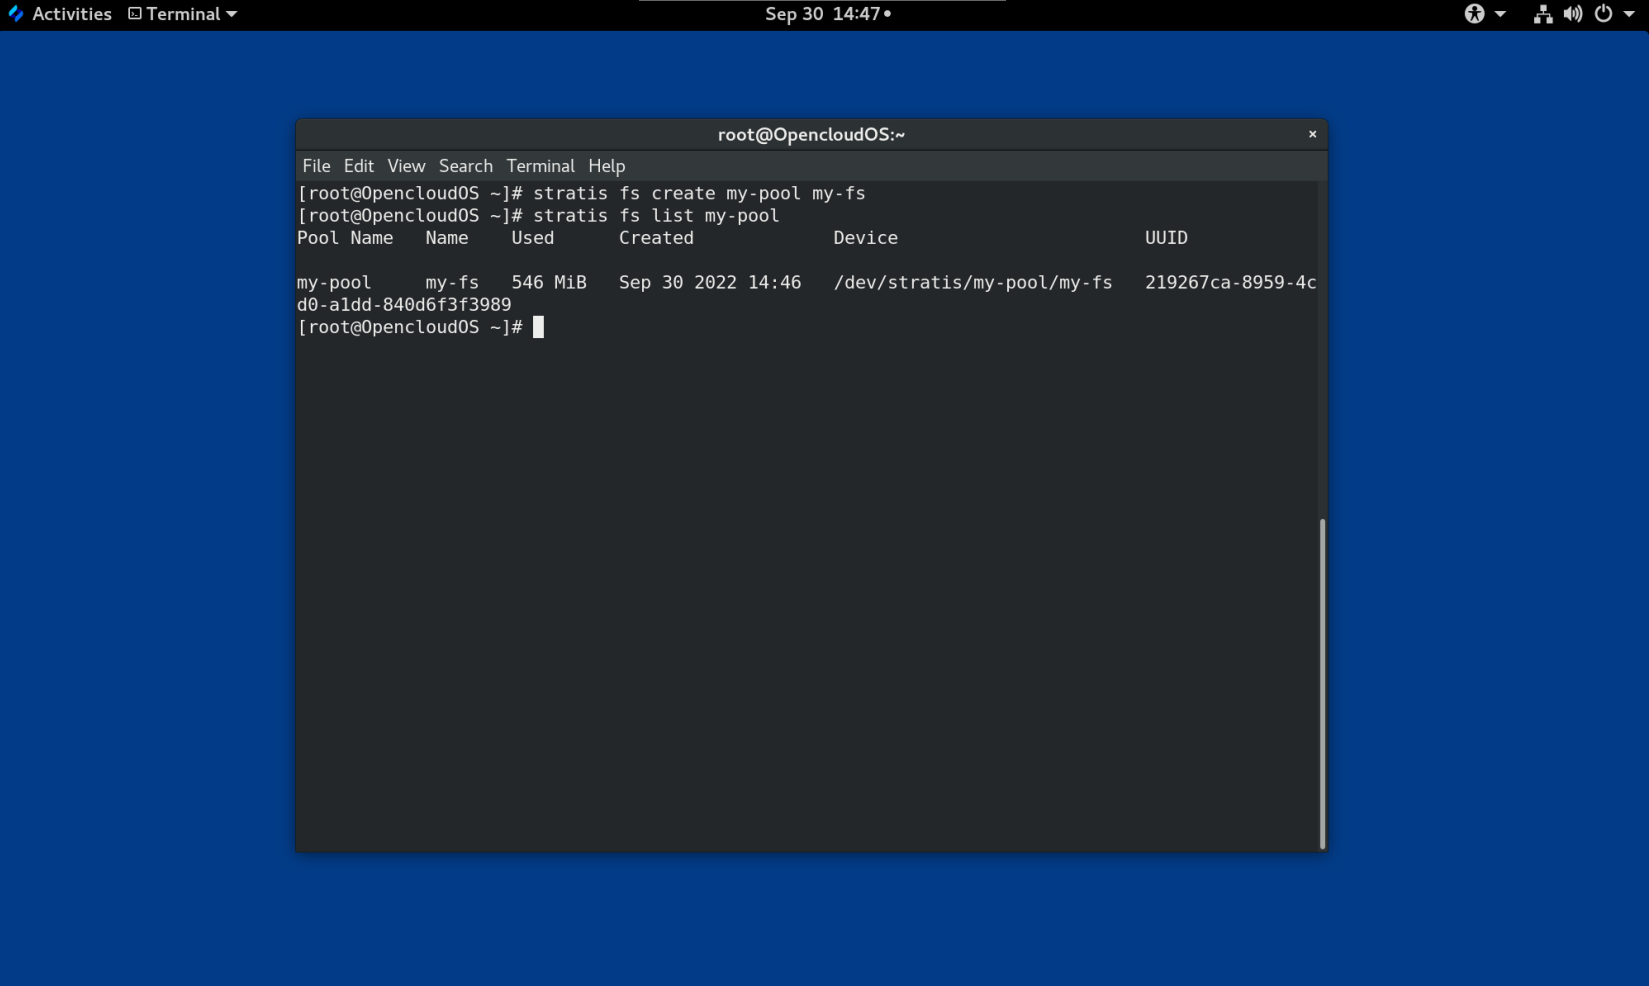 Activities Terminal Sep 30 14:47
root@OpencloudOS:~ ×
File Edit View Search Terminal Help
[root@OpencloudOS ~]# stratis fs create my-pool my-fs
[root@OpencloudOS ~]# stratis fs list my-pool
Pool Name Name Used Created Device UUID
my-pool my-fs 546 MiB Sep 30 2022 14:46 /dev/stratis/my-pool/my-fs 219267ca-8959-4c
d0-a1dd-840d6f3f3989
[root@OpencloudOS ~]#